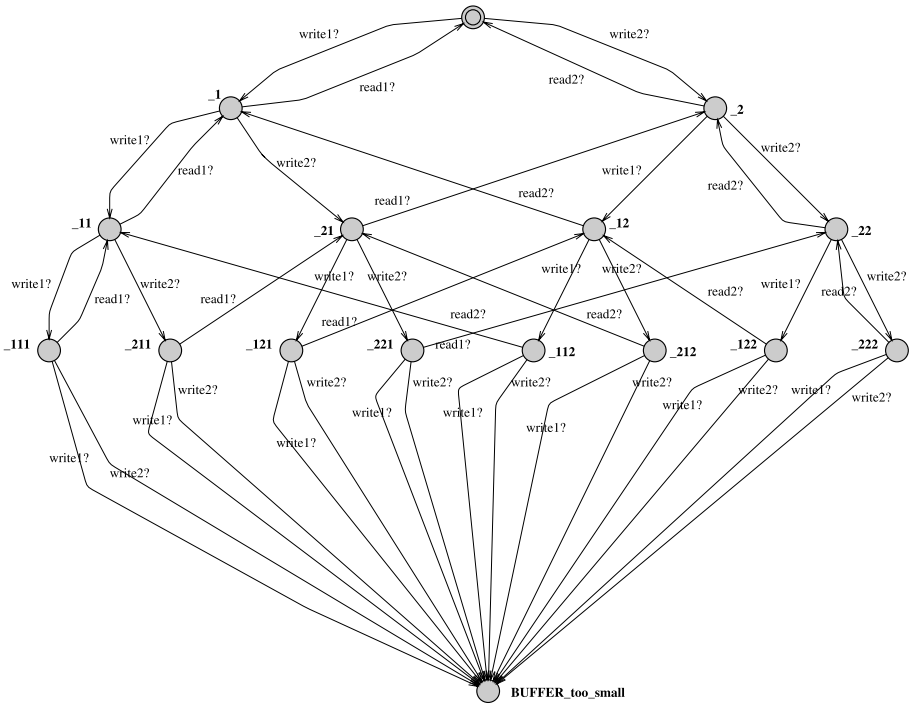 write1?
write2?
read1?
read2?
_1
_2
write1?
read1?
write2?
write1?
write2?
read2?
read1?
read2?
_11
_21
_12
_22
write1?
read1?
write2?
read1?
write1?
write2?
read1?
read2?
read1?
write1?
write2?
read2?
read2?
write1?
read2?
write2?
_111
_211
_121
_221
_112
_212
_122
_222
write1?
write2?
write1?
write2?
write1?
write2?
write1?
write2?
write1?
write2?
write1?
write2?
write1?
write2?
write1?
write2?
BUFFER_too_small